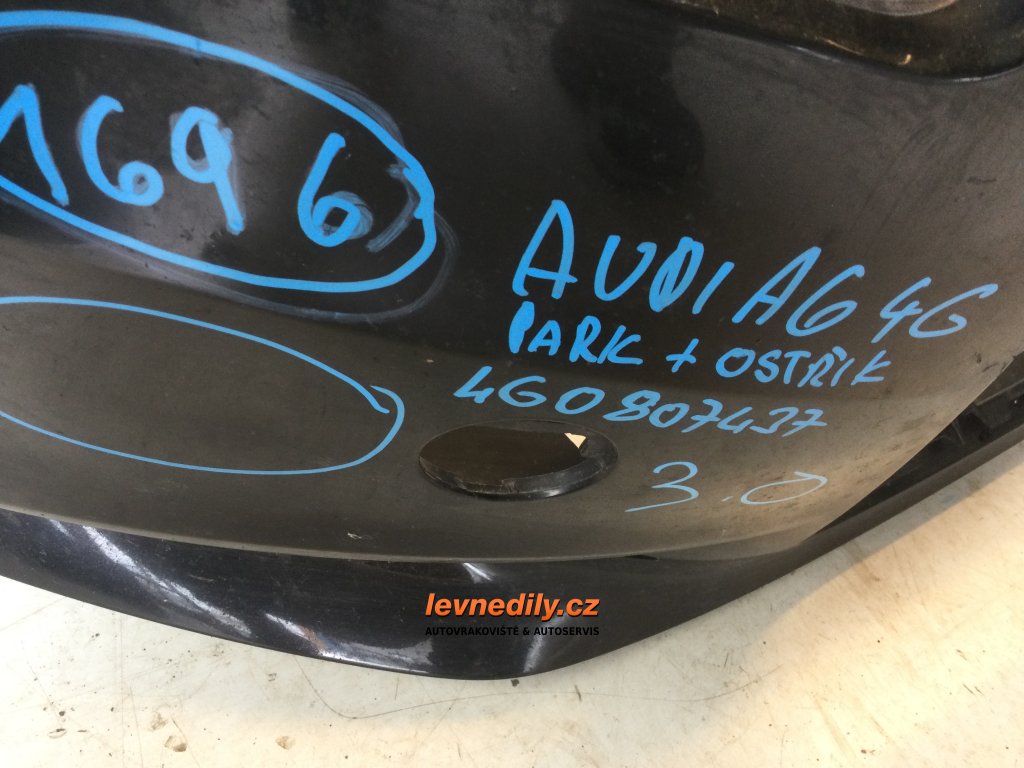 1696
AUDI A6 4G
PARK + OSTŘIK
4G0807437
3.0
levnedily.cz
AUTOVRAKOVIŠTĚ & AUTOSERVIS